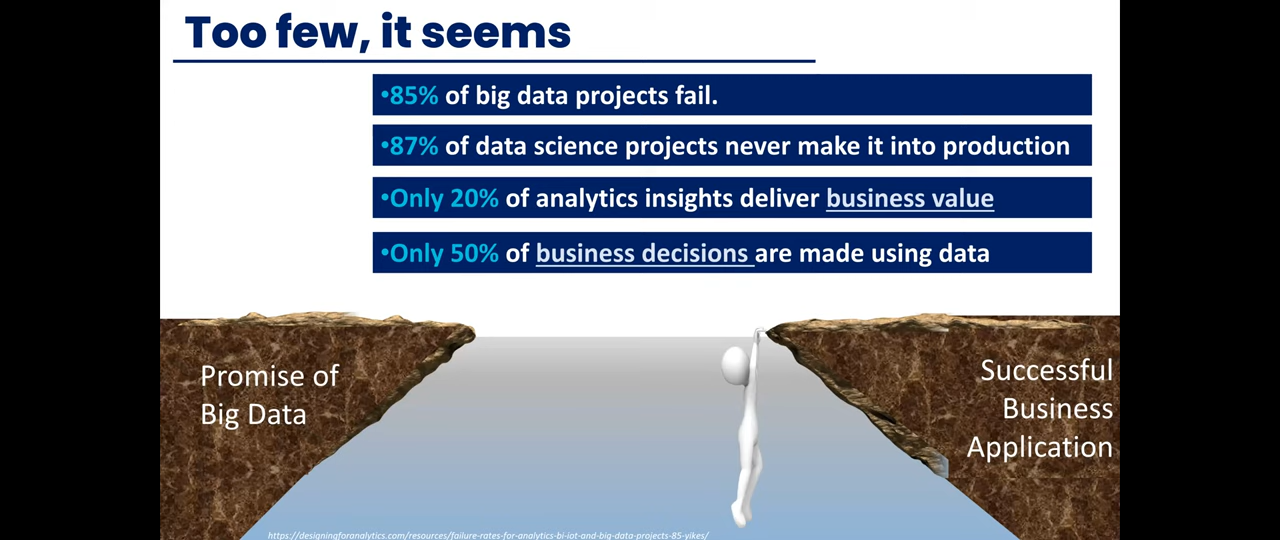 Too few, it seems
•85% of big data projects fail.
•87% of data science projects never make it into production
•Only 20% of analytics insights deliver business value
•Only 50% of business decisions are made using data
Promise of
Big Data
Successful
Business
Application
https://designingforanalytics.com/resources/failure-rates-for-analytics-bi-iot-and-big-data-projects-85-yikes/